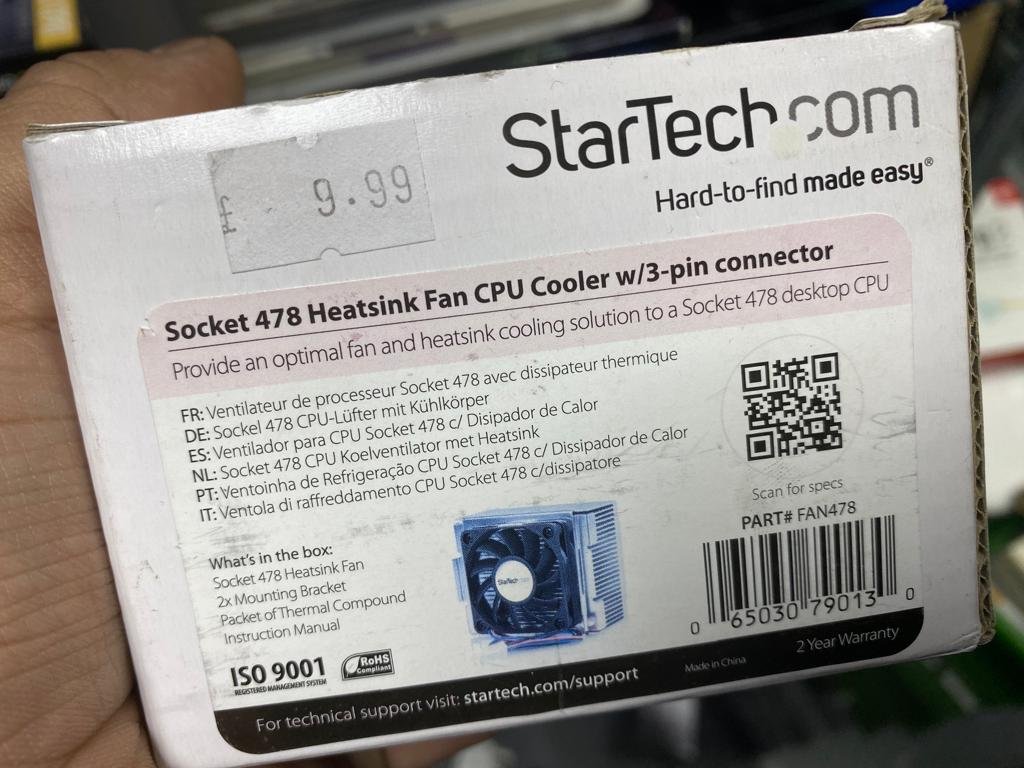 StarTech.com
Hard-to-find made easy®
£ 9.99
Socket 478 Heatsink Fan CPU Cooler w/3-pin connector
Provide an optimal fan and heatsink cooling solution to a Socket 478 desktop CPU
FR: Ventilateur de processeur Socket 478 avec dissipateur thermique
DE: Sockel 478 CPU-Lüfter mit Kühlkörper
ES: Ventilador para CPU Socket 478 c/ Disipador de Calor
NL: Socket 478 CPU Koelventilator met Heatsink
PT: Ventoinha de Refrigeração CPU Socket 478 c/ Dissipador de Calor
IT: Ventola di raffreddamento CPU Socket 478 c/dissipatore
Scan for specs
PART# FAN478
0 65030 79013 0
What's in the box:
Socket 478 Heatsink Fan
2x Mounting Bracket
Packet of Thermal Compound
Instruction Manual
StarTech.com
ISO 9001
REGISTERED MANAGEMENT SYSTEM
RoHS
Compliant
For technical support visit: startech.com/support
Made in China
2 Year Warranty